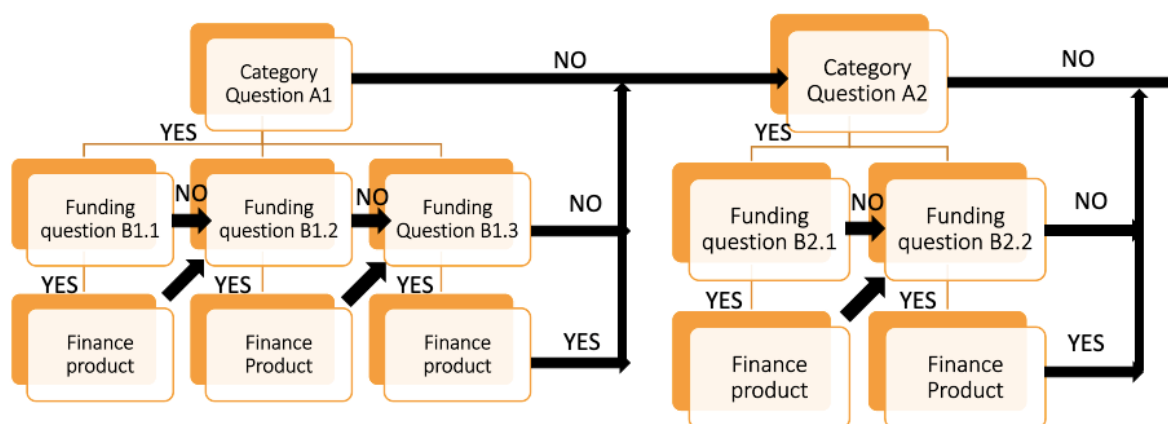 NO
NO
Category
Question A1
Category
Question A2
YES
YES
Funding
question B1.1
NO
Funding
question B1.2
NO
Funding
Question B1.3
NO
Funding
question B2.1
NO
Funding
question B2.2
NO
YES
YES
YES
YES
YES
Finance
product
Finance
Product
Finance
product
YES
Finance
product
Finance
Product
YES